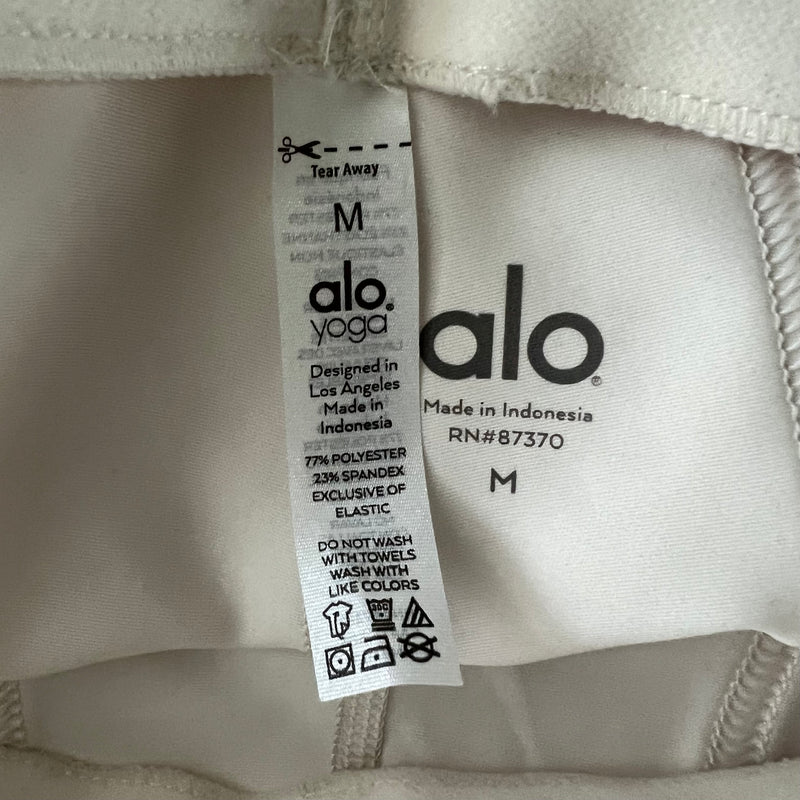 Tear Away
M
alo®
yoga
Designed in
Los Angeles
Made in
Indonesia
77% POLYESTER
23% SPANDEX
EXCLUSIVE OF
ELASTIC
DO NOT WASH
WITH TOWELS
WASH WITH
LIKE COLORS
alo®
Made in Indonesia
RN#87370
M